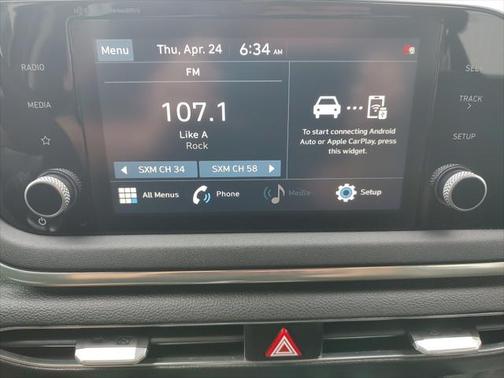 Menu
Thu, Apr. 24
6:34 AM
FM
107.1
Like A
Rock
SXM CH 34
SXM CH 58
To start connecting Android
Auto or Apple CarPlay, press
this widget.
All Menus
Phone
Media
Setup
RADIO
MEDIA
TRACK
SETUP